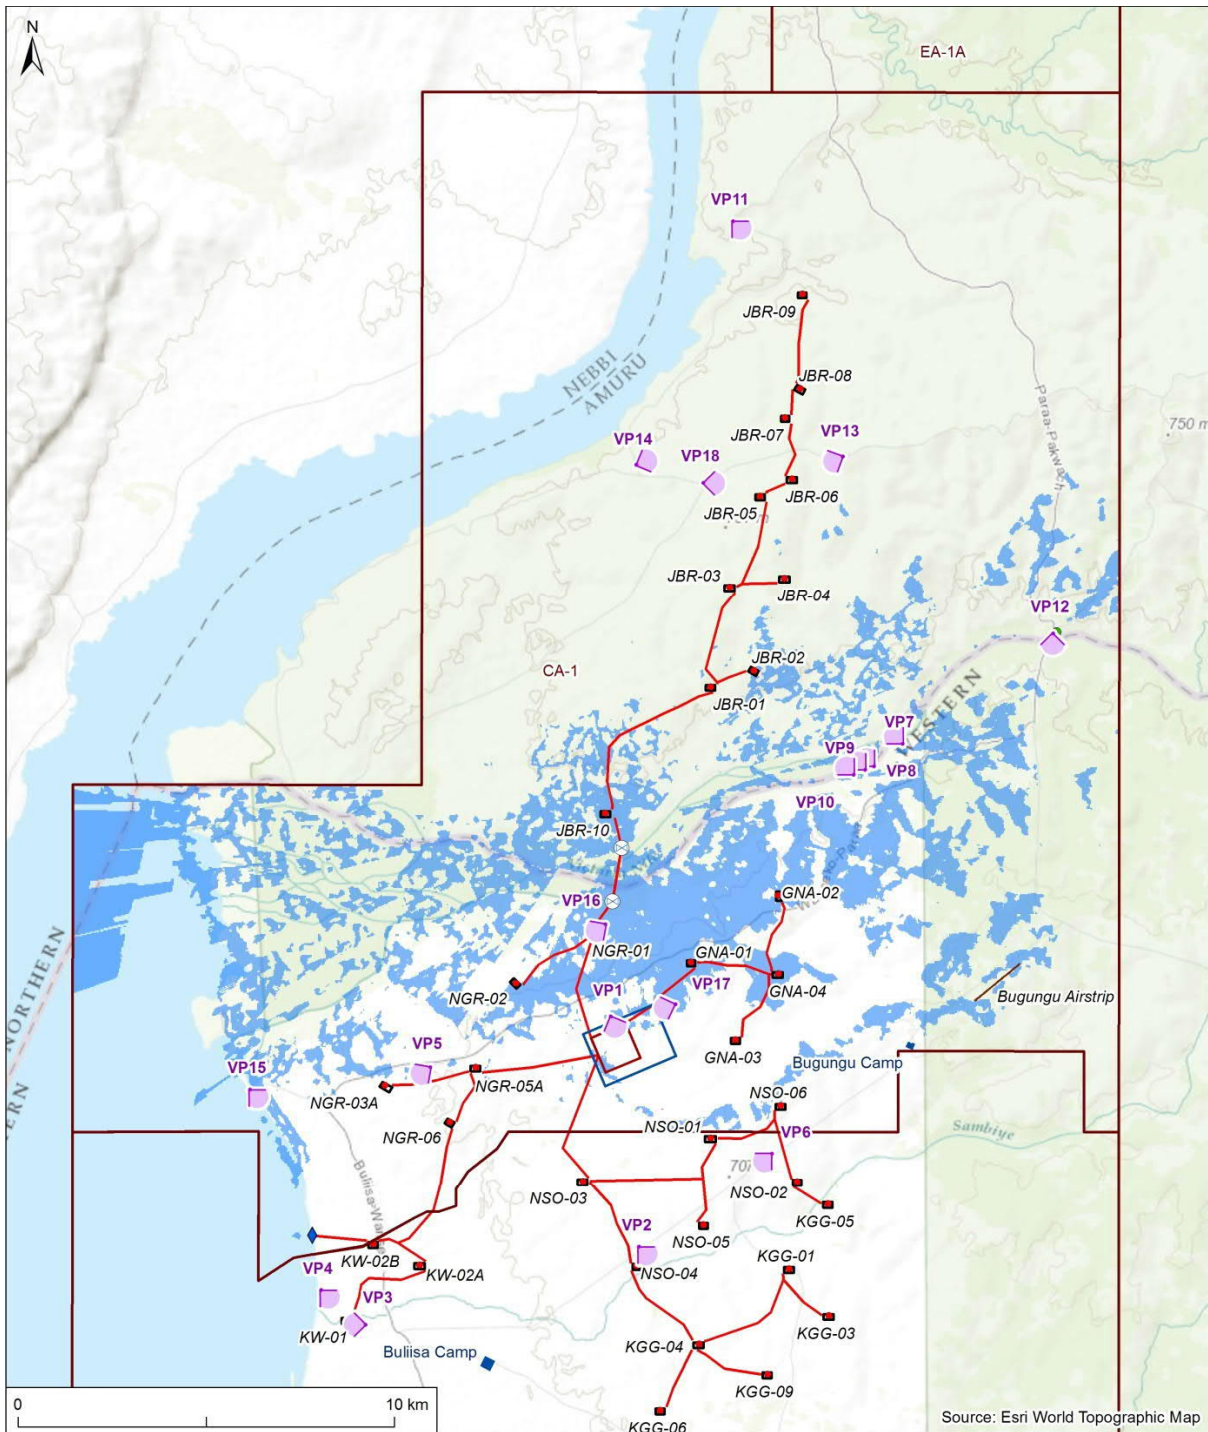 N
EA-1A
VP11
JBR-09
NEBBI
AMURU
JBR-08
JBR-07
Paraa-Pakwach
750 m
VP14
VP18
VP13
JBR-06
JBR-05
JBR-03
JBR-04
VP12
CA-1
JBR-02
JBR-01
WESTERN
VP7
VP9
VP8
VP10
JBR-10
GNA-02
VP16
NGR-01
GNA-01
NORTHERN
NGR-02
VP1
VP17
GNA-04
Bugungu Airstrip
GNA-03
VP5
Bugungu Camp
VP15
NGR-05A
NGR-03A
NSO-06
NGR-06
NSO-01
Sambiye
VP6
NSO-03
NSO-02
KGG-05
NSO-05
VP2
KW-02B
KGG-01
NSO-04
VP4
KW-02A
VP3
KW-01
KGG-03
KGG-04
Buliisa Camp
KGG-09
KGG-06
0
10 km
Source: Esri World Topographic Map